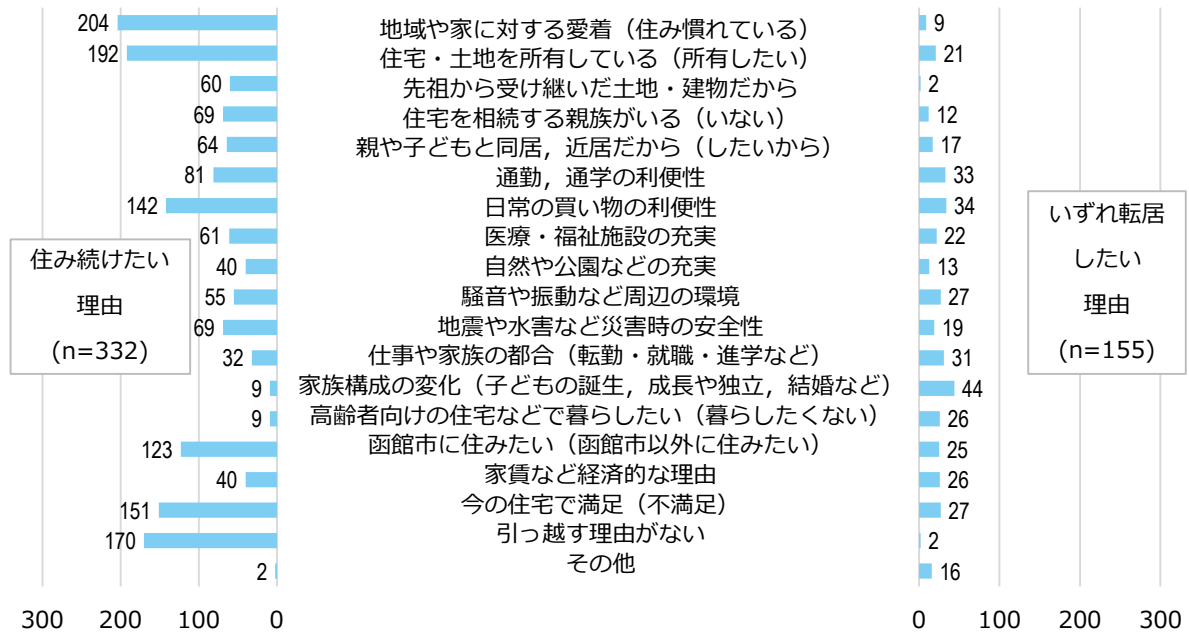 204 地域や家に対する愛着（住み慣れている） 9
192 住宅・土地を所有している（所有したい） 21
60 先祖から受け継いだ土地・建物だから 2
69 住宅を相続する親族がいる（いない） 12
64 親や子どもと同居，近居だから（したいから） 17
81 通勤，通学の利便性 33
142 日常の買い物の利便性 34
61 医療・福祉施設の充実 22
40 自然や公園などの充実 13
55 騒音や振動など周辺の環境 27
69 地震や水害など災害時の安全性 19
32 仕事や家族の都合（転勤・就職・進学など） 31
9 家族構成の変化（子どもの誕生，成長や独立，結婚など） 44
9 高齢者向けの住宅などで暮らしたい（暮らしたくない） 26
123 函館市に住みたい（函館市以外に住みたい） 25
40 家賃など経済的な理由 26
151 今の住宅で満足（不満足） 27
170 引っ越す理由がない 2
2 その他 16
住み続けたい
理由
(n=332)
いずれ転居
したい
理由
(n=155)
300 200 100 0 0 100 200 300